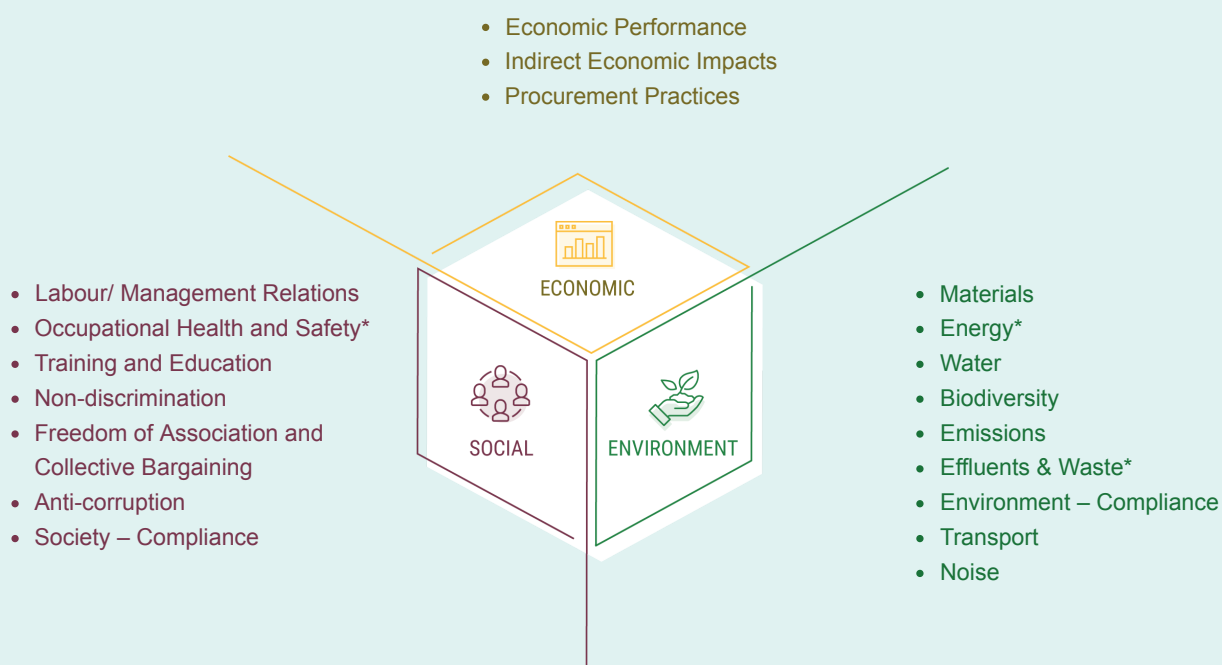 • Economic Performance
• Indirect Economic Impacts
• Procurement Practices
ECONOMIC
SOCIAL
ENVIRONMENT
• Labour/ Management Relations
• Occupational Health and Safety*
• Training and Education
• Non-discrimination
• Freedom of Association and
Collective Bargaining
• Anti-corruption
• Society – Compliance
• Materials
• Energy*
• Water
• Biodiversity
• Emissions
• Effluents & Waste*
• Environment – Compliance
• Transport
• Noise